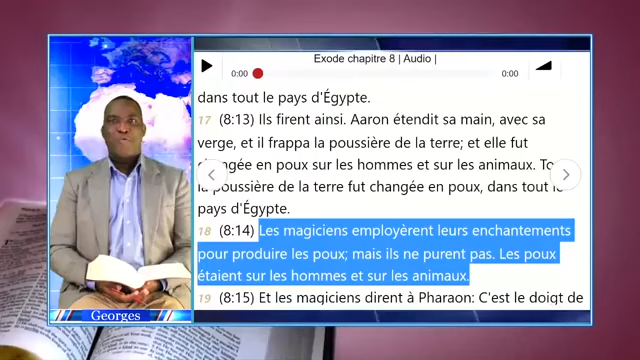 Exode chapitre 8 | Audio |
0:00
0:00
dans tout le pays d'Égypte.
17 (8:13) Ils firent ainsi. Aaron étendit sa main, avec sa
verge, et il frappa la poussière de la terre; et elle fut
changée en poux sur les hommes et sur les animaux.
la poussière de la terre fut changée en poux, dans tout le
pays d'Égypte.
18 (8:14) Les magiciens employèrent leurs enchantements
pour produire les poux; mais ils ne purent pas. Les poux
étaient sur les hommes et sur les animaux.
19 (8:15) Et les magiciens dirent à Pharaon: C'est le doigt de
Georges